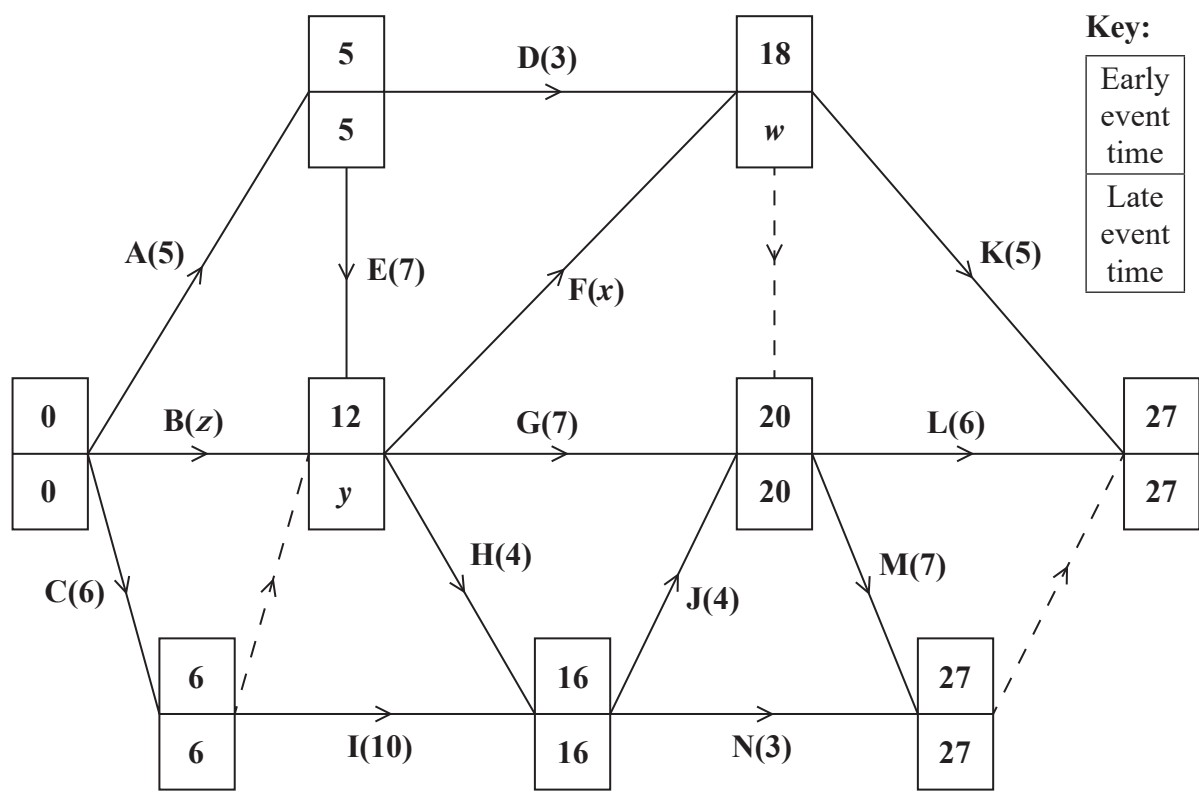 5
5
D(3)
18
w
Key:
Early
event
time
Late
event
time
A(5)
E(7)
F(x)
K(5)
0
0
B(z)
12
y
G(7)
20
20
L(6)
27
27
C(6)
H(4)
J(4)
M(7)
6
6
I(10)
16
16
N(3)
27
27